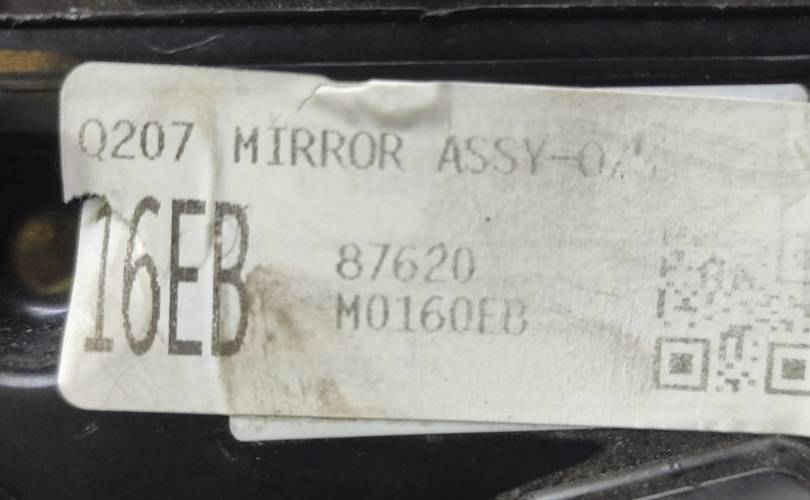 Q207 MIRROR ASSY-O/S
16EB
87620
M0160EB